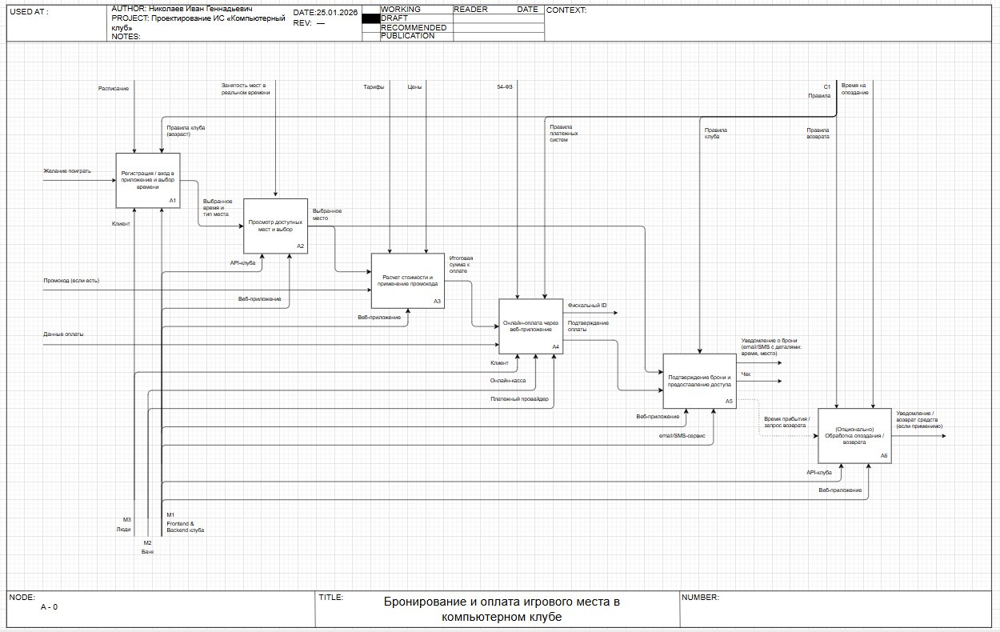 USED AT :
AUTHOR: Николаев Иван Геннадьевич
PROJECT: Проектирование ИС «Компьютерный
клуб»
NOTES:
DATE:25.01.2026
REV: —
WORKING
DRAFT
RECOMMENDED
PUBLICATION
READER
DATE
CONTEXT:
Расписание
Занятость мест в
реальном времени
Тарифы
Цены
54-ФЗ
C1
Правила
Время на
опоздание
Правила клуба
(возраст)
Правила
платежных
систем
Правила
клуба
Правила
возврата
Желание поиграть
Регистрация / вход в
приложение и выбор
времени
A1
Клиент
Выбранное
время и
тип места
Просмотр доступных
мест и выбор
A2
Выбранное
место
API-клуба
Веб-приложение
Промокод (если есть)
Расчет стоимости и
применение промокода
A3
Итоговая
сумма к
оплате
Веб-приложение
Данные оплаты
Онлайн-оплата через
веб-приложение
A4
Фискальный ID
Подтверждение
оплаты
Клиент
Онлайн-касса
Платежный провайдер
Подтверждение брони и
предоставление доступа
A5
Уведомление о брони
(email/SMS с деталями:
время, место)
Чек
Веб-приложение
email/SMS-сервис
Время прибытия /
запрос возврата
(Опционально)
Обработка опоздания /
возврата
A6
Уведомление /
возврат средств
(если применимо)
API-клуба
Веб-приложение
M3
Люди
M2
Банк
M1
Frontend &
Backend клуба
NODE:
A - 0
TITLE:
Бронирование и оплата игрового места в
компьютерном клубе
NUMBER: